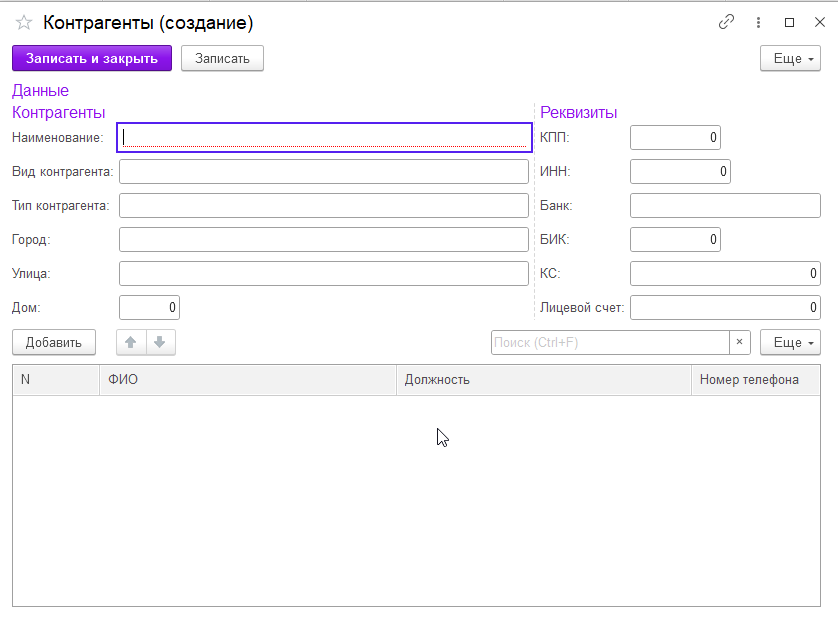 Контрагенты (создание)
Записать и закрыть
Записать
Еще
Данные
Контрагенты
Реквизиты
Наименование:
КПП: 0
Вид контрагента:
ИНН: 0
Тип контрагента:
Банк:
Город:
БИК: 0
Улица:
КС: 0
Дом: 0
Лицевой счет: 0
Добавить
Поиск (Ctrl+F)
×
Еще
N ФИО Должность Номер телефона